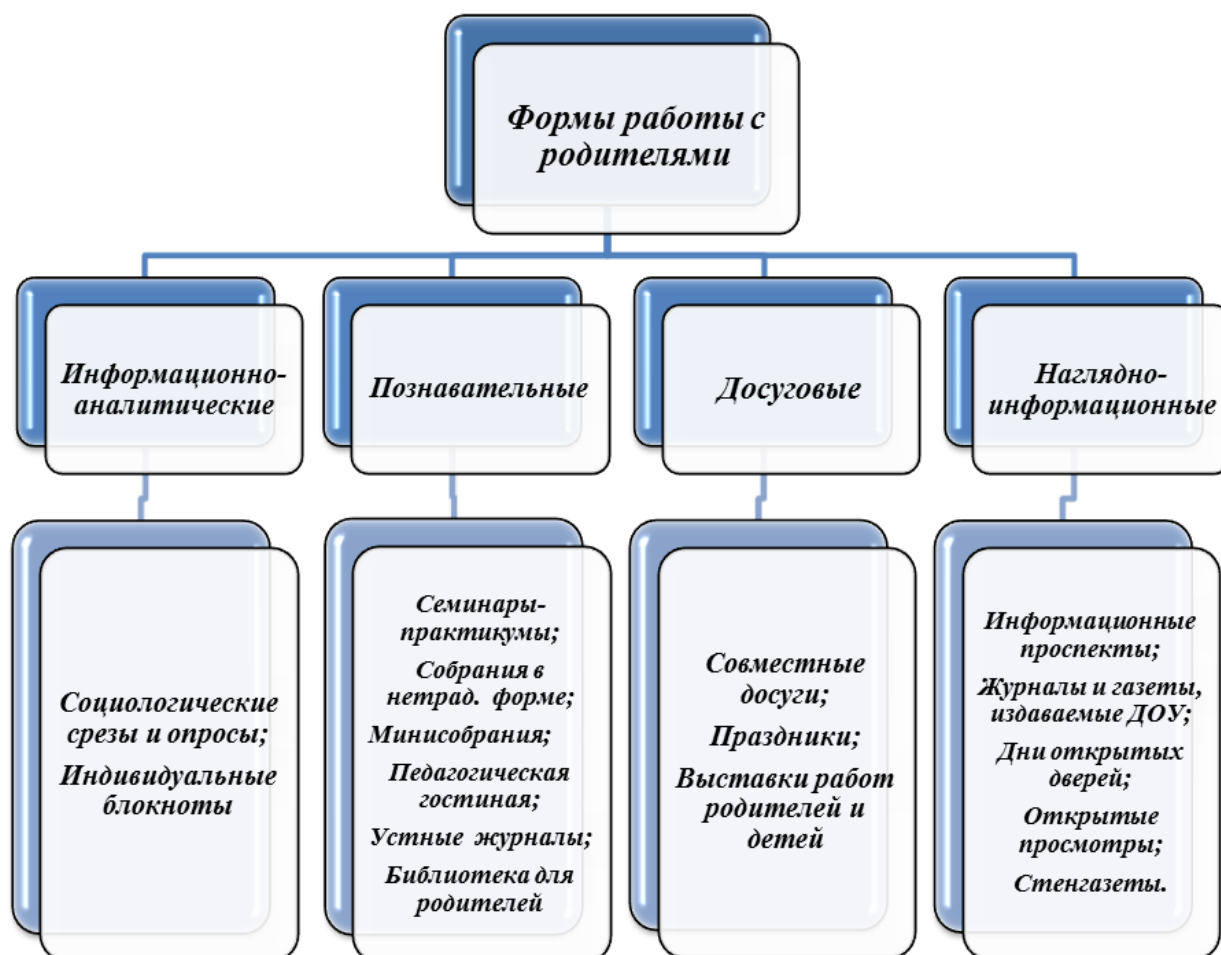 Формы работы с
родителями
Информационно-
аналитические
Познавательные
Досуговые
Наглядно-
информационные
Социологические
срезы и опросы;
Индивидуальные
блокноты
Семинары-
практикумы;
Собрания в
нетрад. форме;
Минисобрания;
Педагогическая
гостиная;
Устные журналы;
Библиотека для
родителей
Совместные
досуги;
Праздники;
Выставки работ
родителей и
детей
Информационные
проспекты;
Журналы и газеты,
издаваемые ДОУ;
Дни открытых
дверей;
Открытые
просмотры;
Стенгазеты.